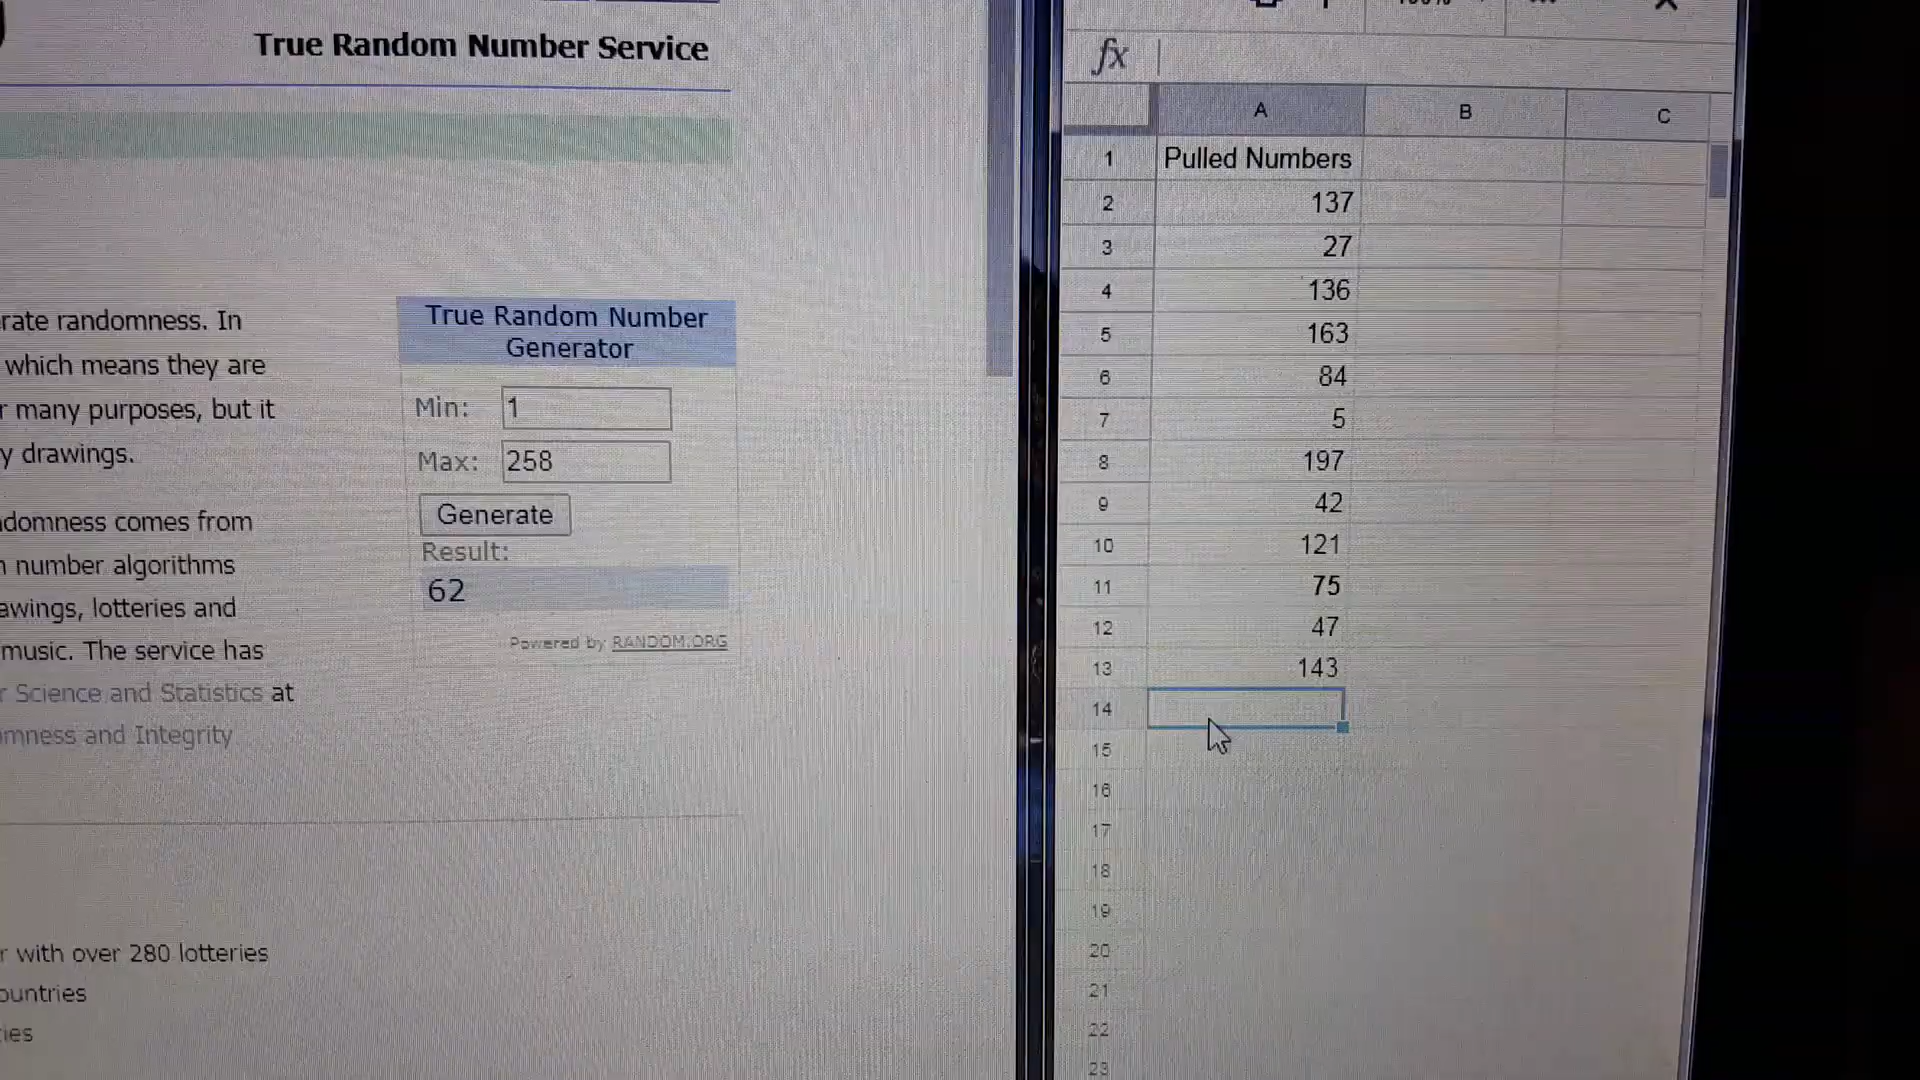 True Random Number Service
rate randomness. In
which means they are
r many purposes, but it
y drawings.
domness comes from
number algorithms
awings, lotteries and
music. The service has
r Science and Statistics at
omness and Integrity
r with over 280 lotteries
ountries
ies
True Random Number
Generator
Min: 1
Max: 258
Generate
Result:
62
Powered by RANDOM.ORG
fx
A B C
1 Pulled Numbers
2 137
3 27
4 136
5 163
6 84
7 5
8 197
9 42
10 121
11 75
12 47
13 143
14
15
16
17
18
19
20
21
22
23